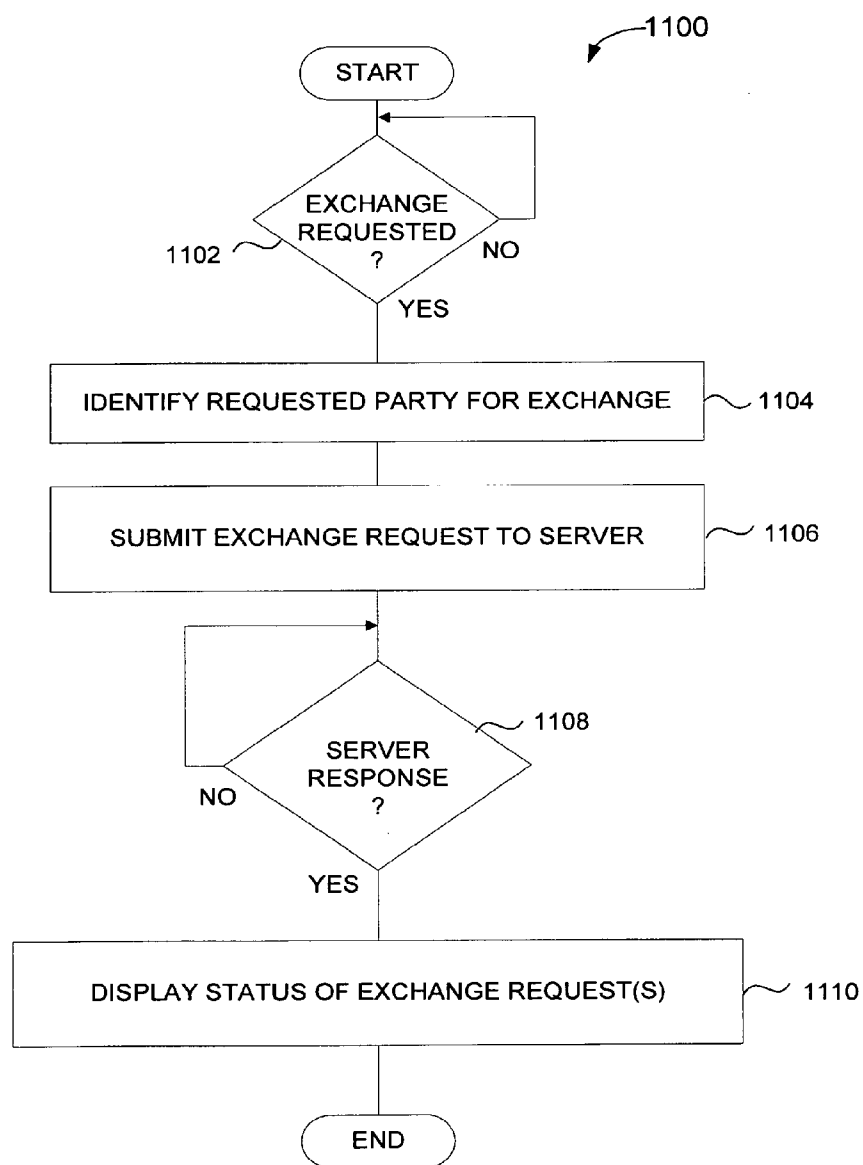 1100
START
EXCHANGE
REQUESTED
?
1102
NO
YES
IDENTIFY REQUESTED PARTY FOR EXCHANGE
1104
SUBMIT EXCHANGE REQUEST TO SERVER
1106
1108
SERVER
RESPONSE
?
NO
YES
DISPLAY STATUS OF EXCHANGE REQUEST(S)
1110
END